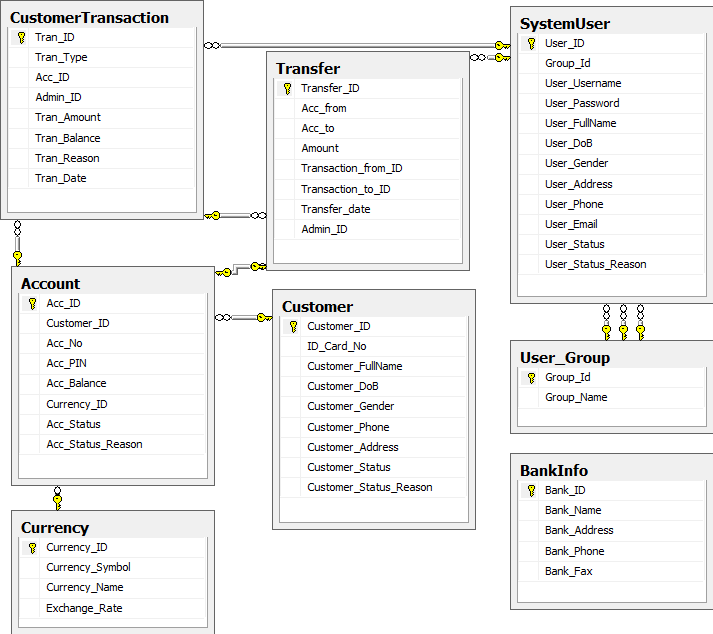 CustomerTransaction
Tran_ID
Tran_Type
Acc_ID
Admin_ID
Tran_Amount
Tran_Balance
Tran_Reason
Tran_Date
Transfer
Transfer_ID
Acc_from
Acc_to
Amount
Transaction_from_ID
Transaction_to_ID
Transfer_date
Admin_ID
SystemUser
User_ID
Group_Id
User_Username
User_Password
User_FullName
User_DoB
User_Gender
User_Address
User_Phone
User_Email
User_Status
User_Status_Reason
Account
Acc_ID
Customer_ID
Acc_No
Acc_PIN
Acc_Balance
Currency_ID
Acc_Status
Acc_Status_Reason
Customer
Customer_ID
ID_Card_No
Customer_FullName
Customer_DoB
Customer_Gender
Customer_Phone
Customer_Address
Customer_Status
Customer_Status_Reason
User_Group
Group_Id
Group_Name
Currency
Currency_ID
Currency_Symbol
Currency_Name
Exchange_Rate
BankInfo
Bank_ID
Bank_Name
Bank_Address
Bank_Phone
Bank_Fax